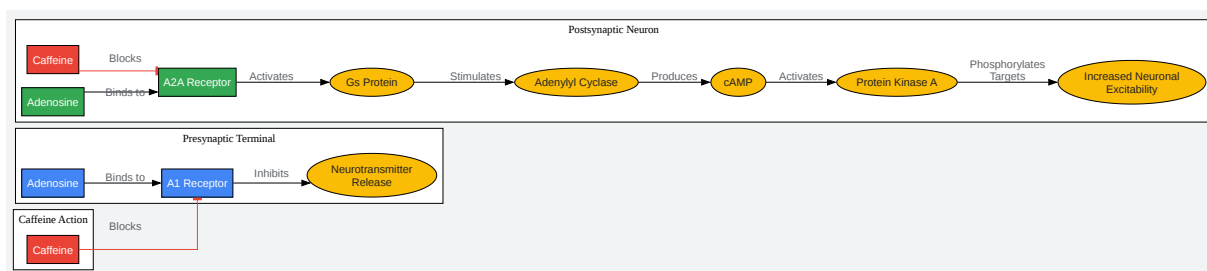 Postsynaptic Neuron
Caffeine
Blocks
Adenosine
Binds to
A2A Receptor
Activates
Gs Protein
Stimulates
Adenylyl Cyclase
Produces
cAMP
Activates
Protein Kinase A
Phosphorylates
Targets
Increased Neuronal
Excitability
Presynaptic Terminal
Adenosine
Binds to
A1 Receptor
Inhibits
Neurotransmitter
Release
Caffeine Action
Caffeine
Blocks